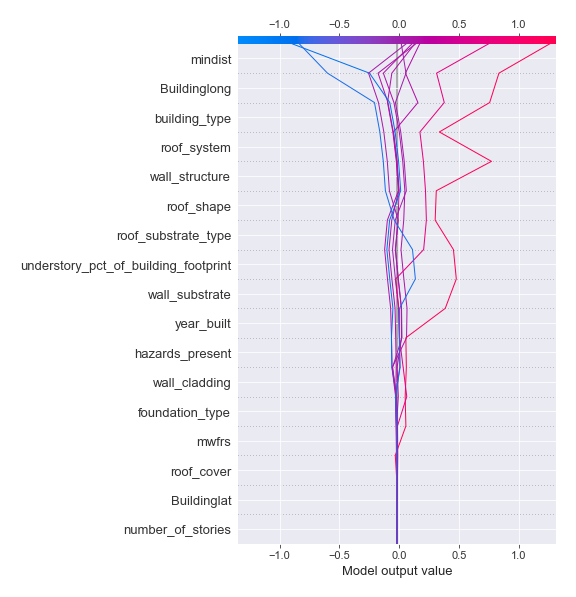 −1.0 −0.5 0.0 0.5 1.0
mindist
Buildinglong
building_type
roof_system
wall_structure
roof_shape
roof_substrate_type
understory_pct_of_building_footprint
wall_substrate
year_built
hazards_present
wall_cladding
foundation_type
mwfrs
roof_cover
Buildinglat
number_of_stories
−1.0 −0.5 0.0 0.5 1.0
Model output value